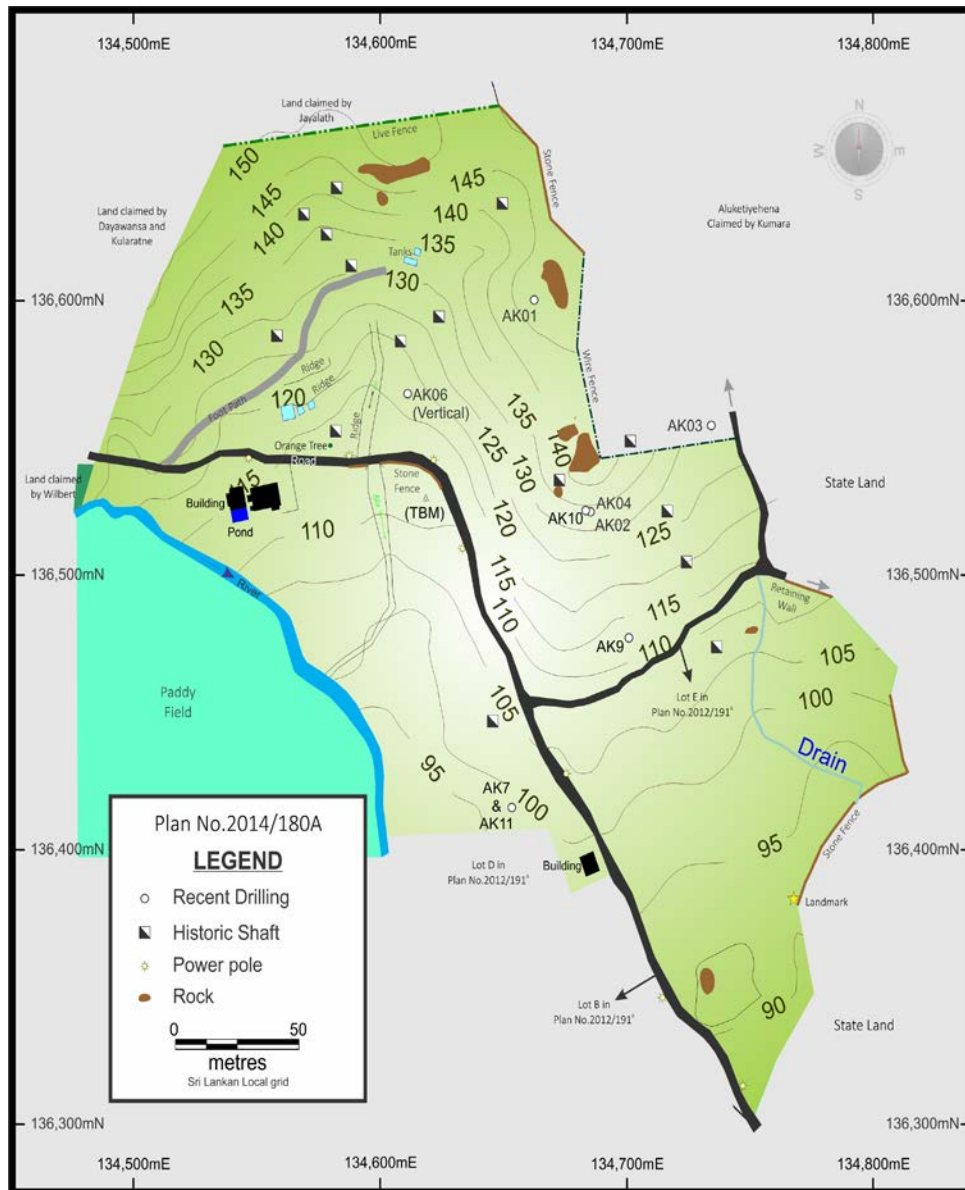 134,500mE
134,600mE
134,700mE
134,800mE
Land claimed by
Jayalath
Live Fence
N
W
E
S
150
145
140
145
140
135
Stone Fence
Land claimed by
Dayawansa and
Kularatne
Aluketiyehena
Claimed by Kumara
Tanks
130
135
136,600mN
136,600mN
AK01
130
Foot Path
Ridge
Ridge
120
Ridge
AK06
(Vertical)
Wire Fence
135
140
125
130
AK03
Orange Tree
Road
Stone
Fence
(TBM)
Land claimed
by Wilbert
115
Building
Pond
110
AK04
AK10
AK02
120
125
State Land
136,500mN
136,500mN
River
115
110
115
Retaining
Wall
AK9
110
105
100
Paddy
Field
105
Lot E in
Plan No.2012/191ª
Drain
95
AK7
&
AK11
100
95
Stone Fence
136,400mN
136,400mN
Lot D in
Plan No.2012/191ª
Building
Landmark
Plan No.2014/180A
LEGEND
Recent Drilling
Historic Shaft
Power pole
Rock
0
50
metres
Sri Lankan Local grid
Lot B in
Plan No.2012/191ª
90
State Land
136,300mN
136,300mN
134,500mE
134,600mE
134,700mE
134,800mE